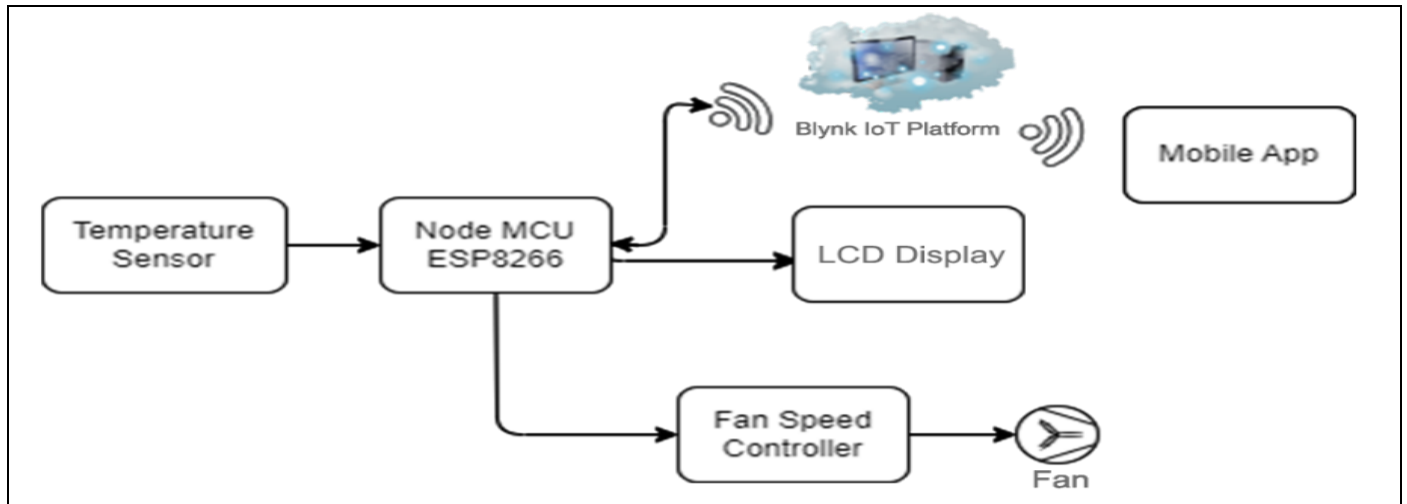 Blynk IoT Platform
Mobile App
Temperature
Sensor
Node MCU
ESP8266
LCD Display
Fan Speed
Controller
Fan